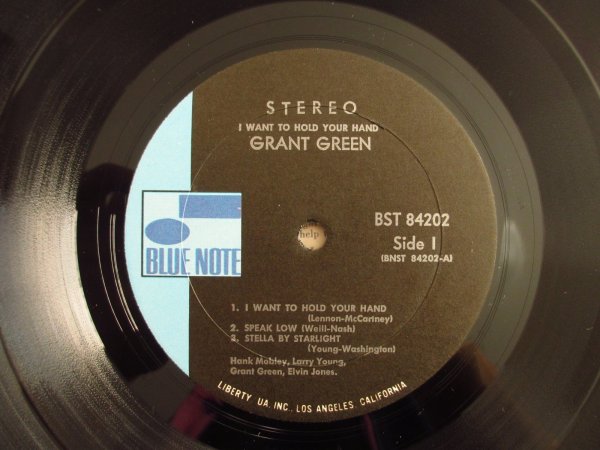 STEREO
I WANT TO HOLD YOUR HAND
GRANT GREEN
BST 84202
Side 1
(BNST 84202-A)
help
BLUE NOTE
1. I WANT TO HOLD YOUR HAND
(Lennon-McCartney)
2. SPEAK LOW (Weill-Nash)
3. STELLA BY STARLIGHT
(Young-Washington)
Hank Mobley, Larry Young,
Grant Green, Elvin Jones.
LIBERTY UA, INC., LOS ANGELES, CALIFORNIA